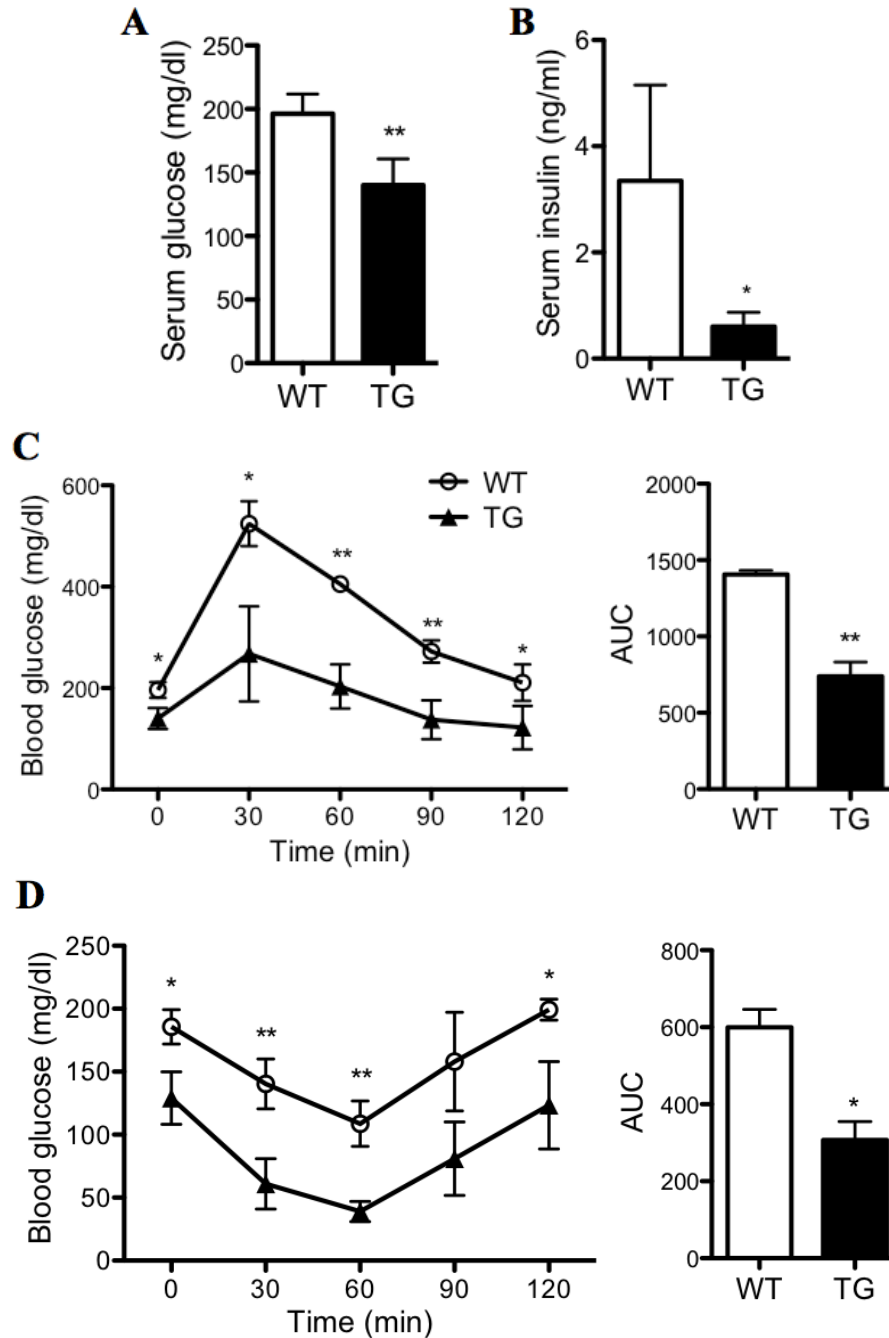 A
Serum glucose (mg/dl)
250
200
150
100
50
0
**
WT TG
B
Serum insulin (ng/ml)
6
4
2
0
*
WT TG
C
Blood glucose (mg/dl)
600
400
200
0
* * ** ** *
WT
TG
0 30 60 90 120
Time (min)
AUC
2000
1500
1000
500
0
**
WT TG
D
Blood glucose (mg/dl)
250
200
150
100
50
0
* ** ** *
0 30 60 90 120
Time (min)
AUC
800
600
400
200
0
*
WT TG